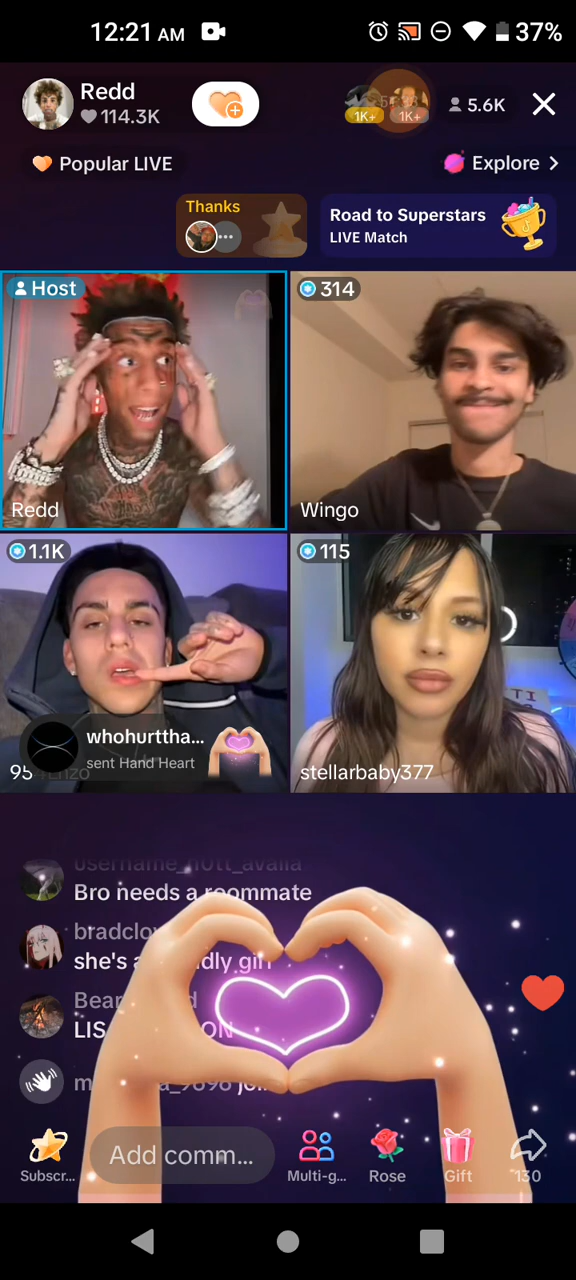 12:21 AM
37%
Redd
114.3K
1K+
1K+
5.6K
Popular LIVE
Explore >
Thanks
Road to Superstars
LIVE Match
Host
314
Redd
Wingo
1.1K
115
whohurttha...
sent Hand Heart
stellarbaby377
Bro needs a roommate
she's a
girl
LIS
ON
Add comm...
Subscr...
Multi-g...
Rose
Gift
130